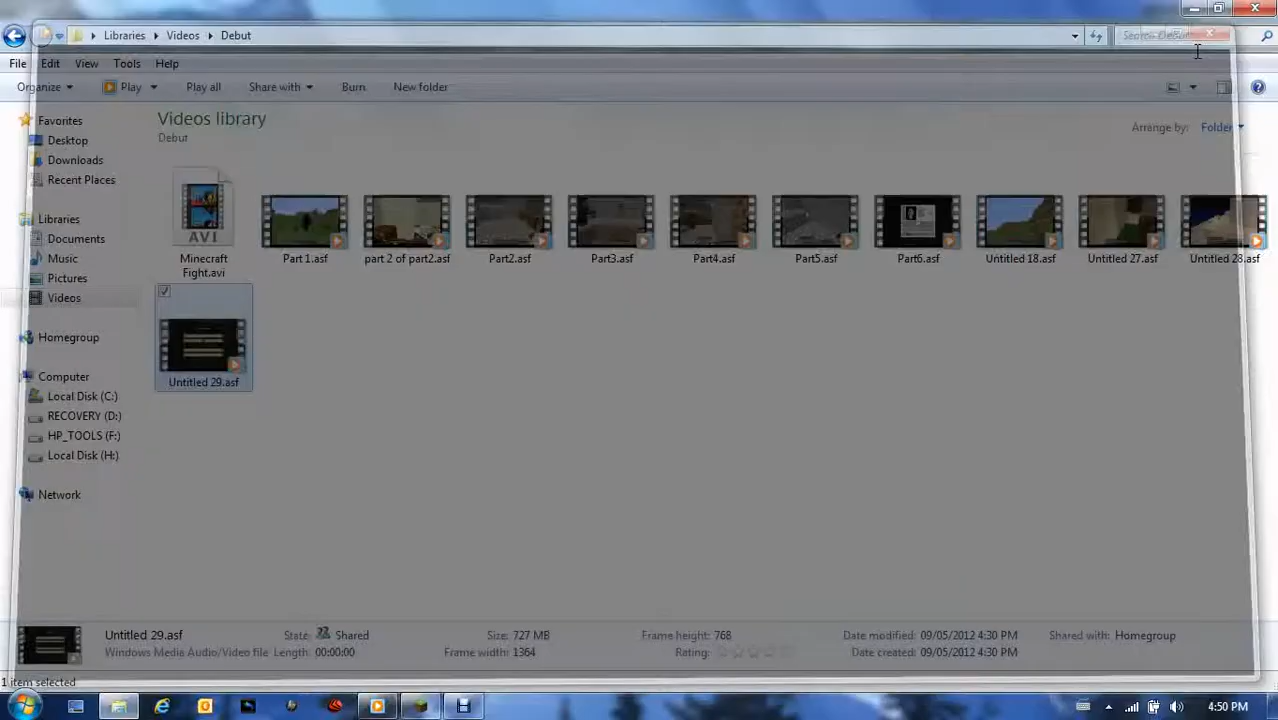 Libraries Videos Debut
Search Debut
File Edit View Tools Help
Organize Play Play all Share with Burn New folder
Favorites
Desktop
Downloads
Recent Places
Libraries
Documents
Music
Pictures
Videos
Homegroup
Computer
Local Disk (C:)
RECOVERY (D:)
HP_TOOLS (F:)
Local Disk (H:)
Network
Videos library
Debut
Arrange by: Folder
AVI
Minecraft Fight.avi
Part 1.asf
part 2 of part2.asf
Part2.asf
Part3.asf
Part4.asf
Part5.asf
Part6.asf
Untitled 18.asf
Untitled 27.asf
Untitled 28.asf
Untitled 29.asf
Untitled 29.asf State: Shared Size: 727 MB Frame height: 768 Date modified: 09/05/2012 4:30 PM Shared with: Homegroup
Windows Media Audio/Video file Length: 00:00:00 Frame width: 1364 Rating: Date created: 09/05/2012 4:30 PM
1 item selected
4:50 PM